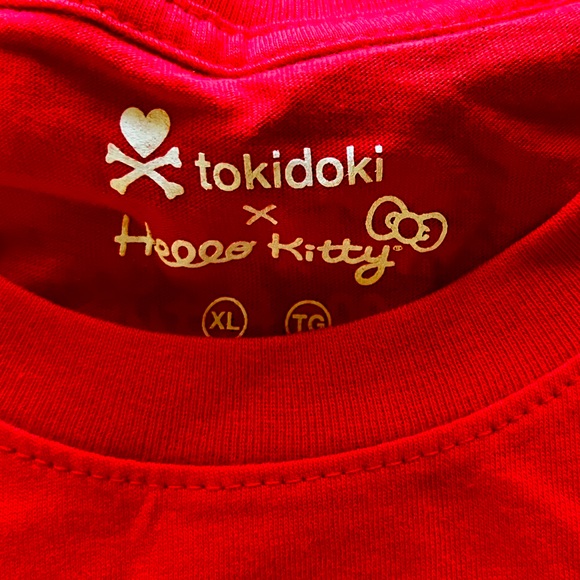 tokidoki
×
Hello Kitty®
XL TG